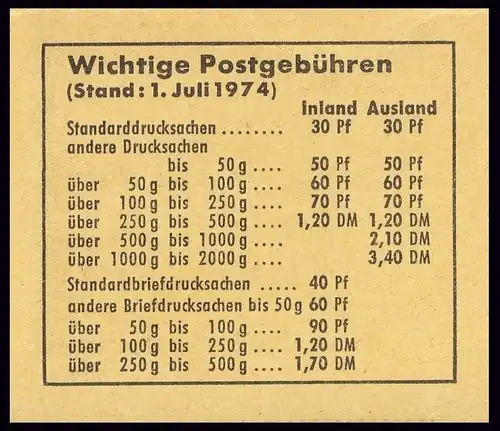 Wichtige Postgebühren
(Stand: 1. Juli 1974)
Inland Ausland
Standarddrucksachen ........ 30 Pf 30 Pf
andere Drucksachen
bis 50 g .... 50 Pf 50 Pf
über 50 g bis 100 g .... 60 Pf 60 Pf
über 100 g bis 250 g .... 70 Pf 70 Pf
über 250 g bis 500 g .... 1,20 DM 1,20 DM
über 500 g bis 1000 g .... 2,10 DM
über 1000 g bis 2000 g .... 3,40 DM
Standardbriefdrucksachen ..... 40 Pf
andere Briefdrucksachen bis 50 g 60 Pf
über 50 g bis 100 g .... 90 Pf
über 100 g bis 250 g .... 1,20 DM
über 250 g bis 500 g .... 1,70 DM